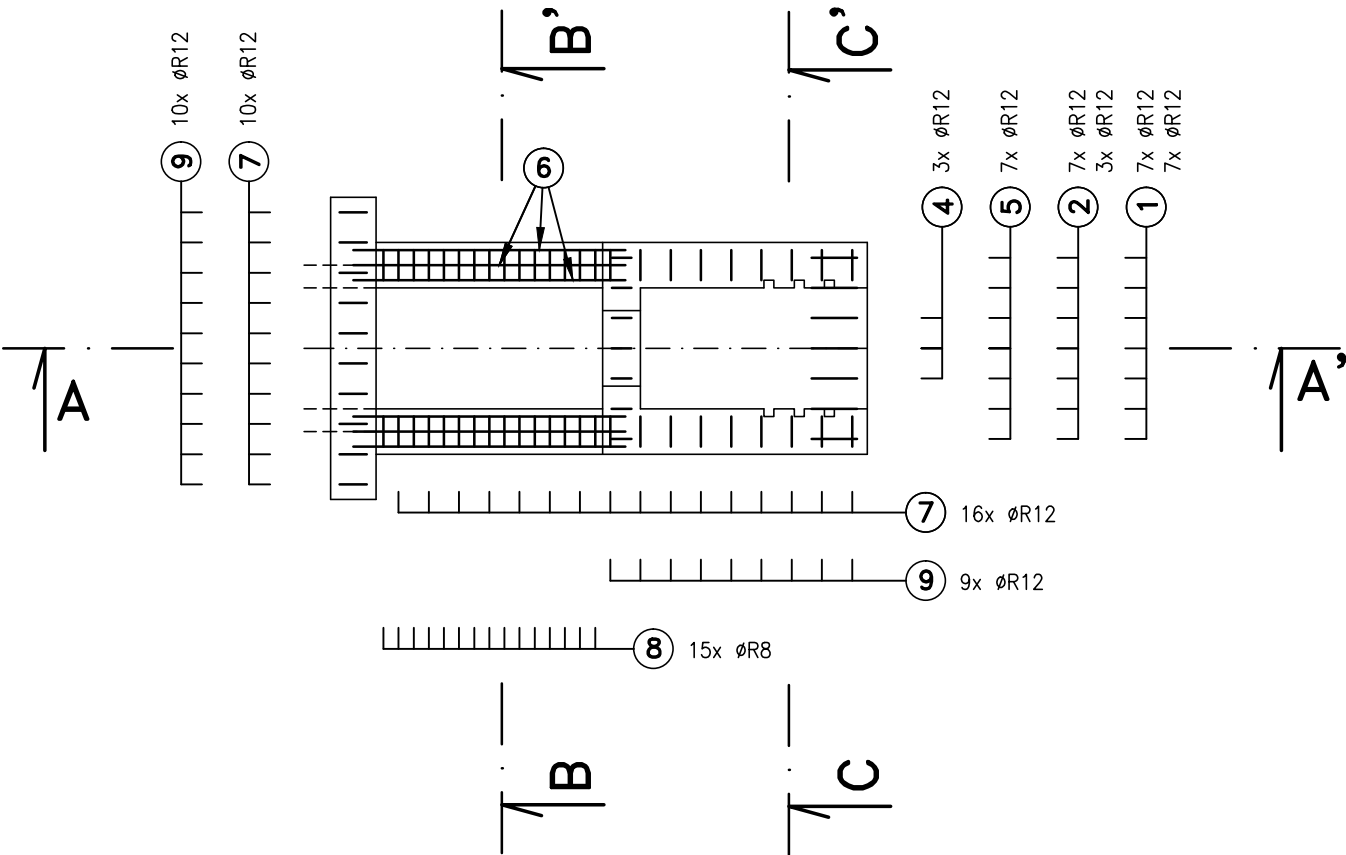 B'
C'
9 10x øR12
7 10x øR12
6
4 3x øR12
5 7x øR12
2 7x øR12
3x øR12
1 7x øR12
7x øR12
A
A'
7 16x øR12
9 9x øR12
8 15x øR8
B
C